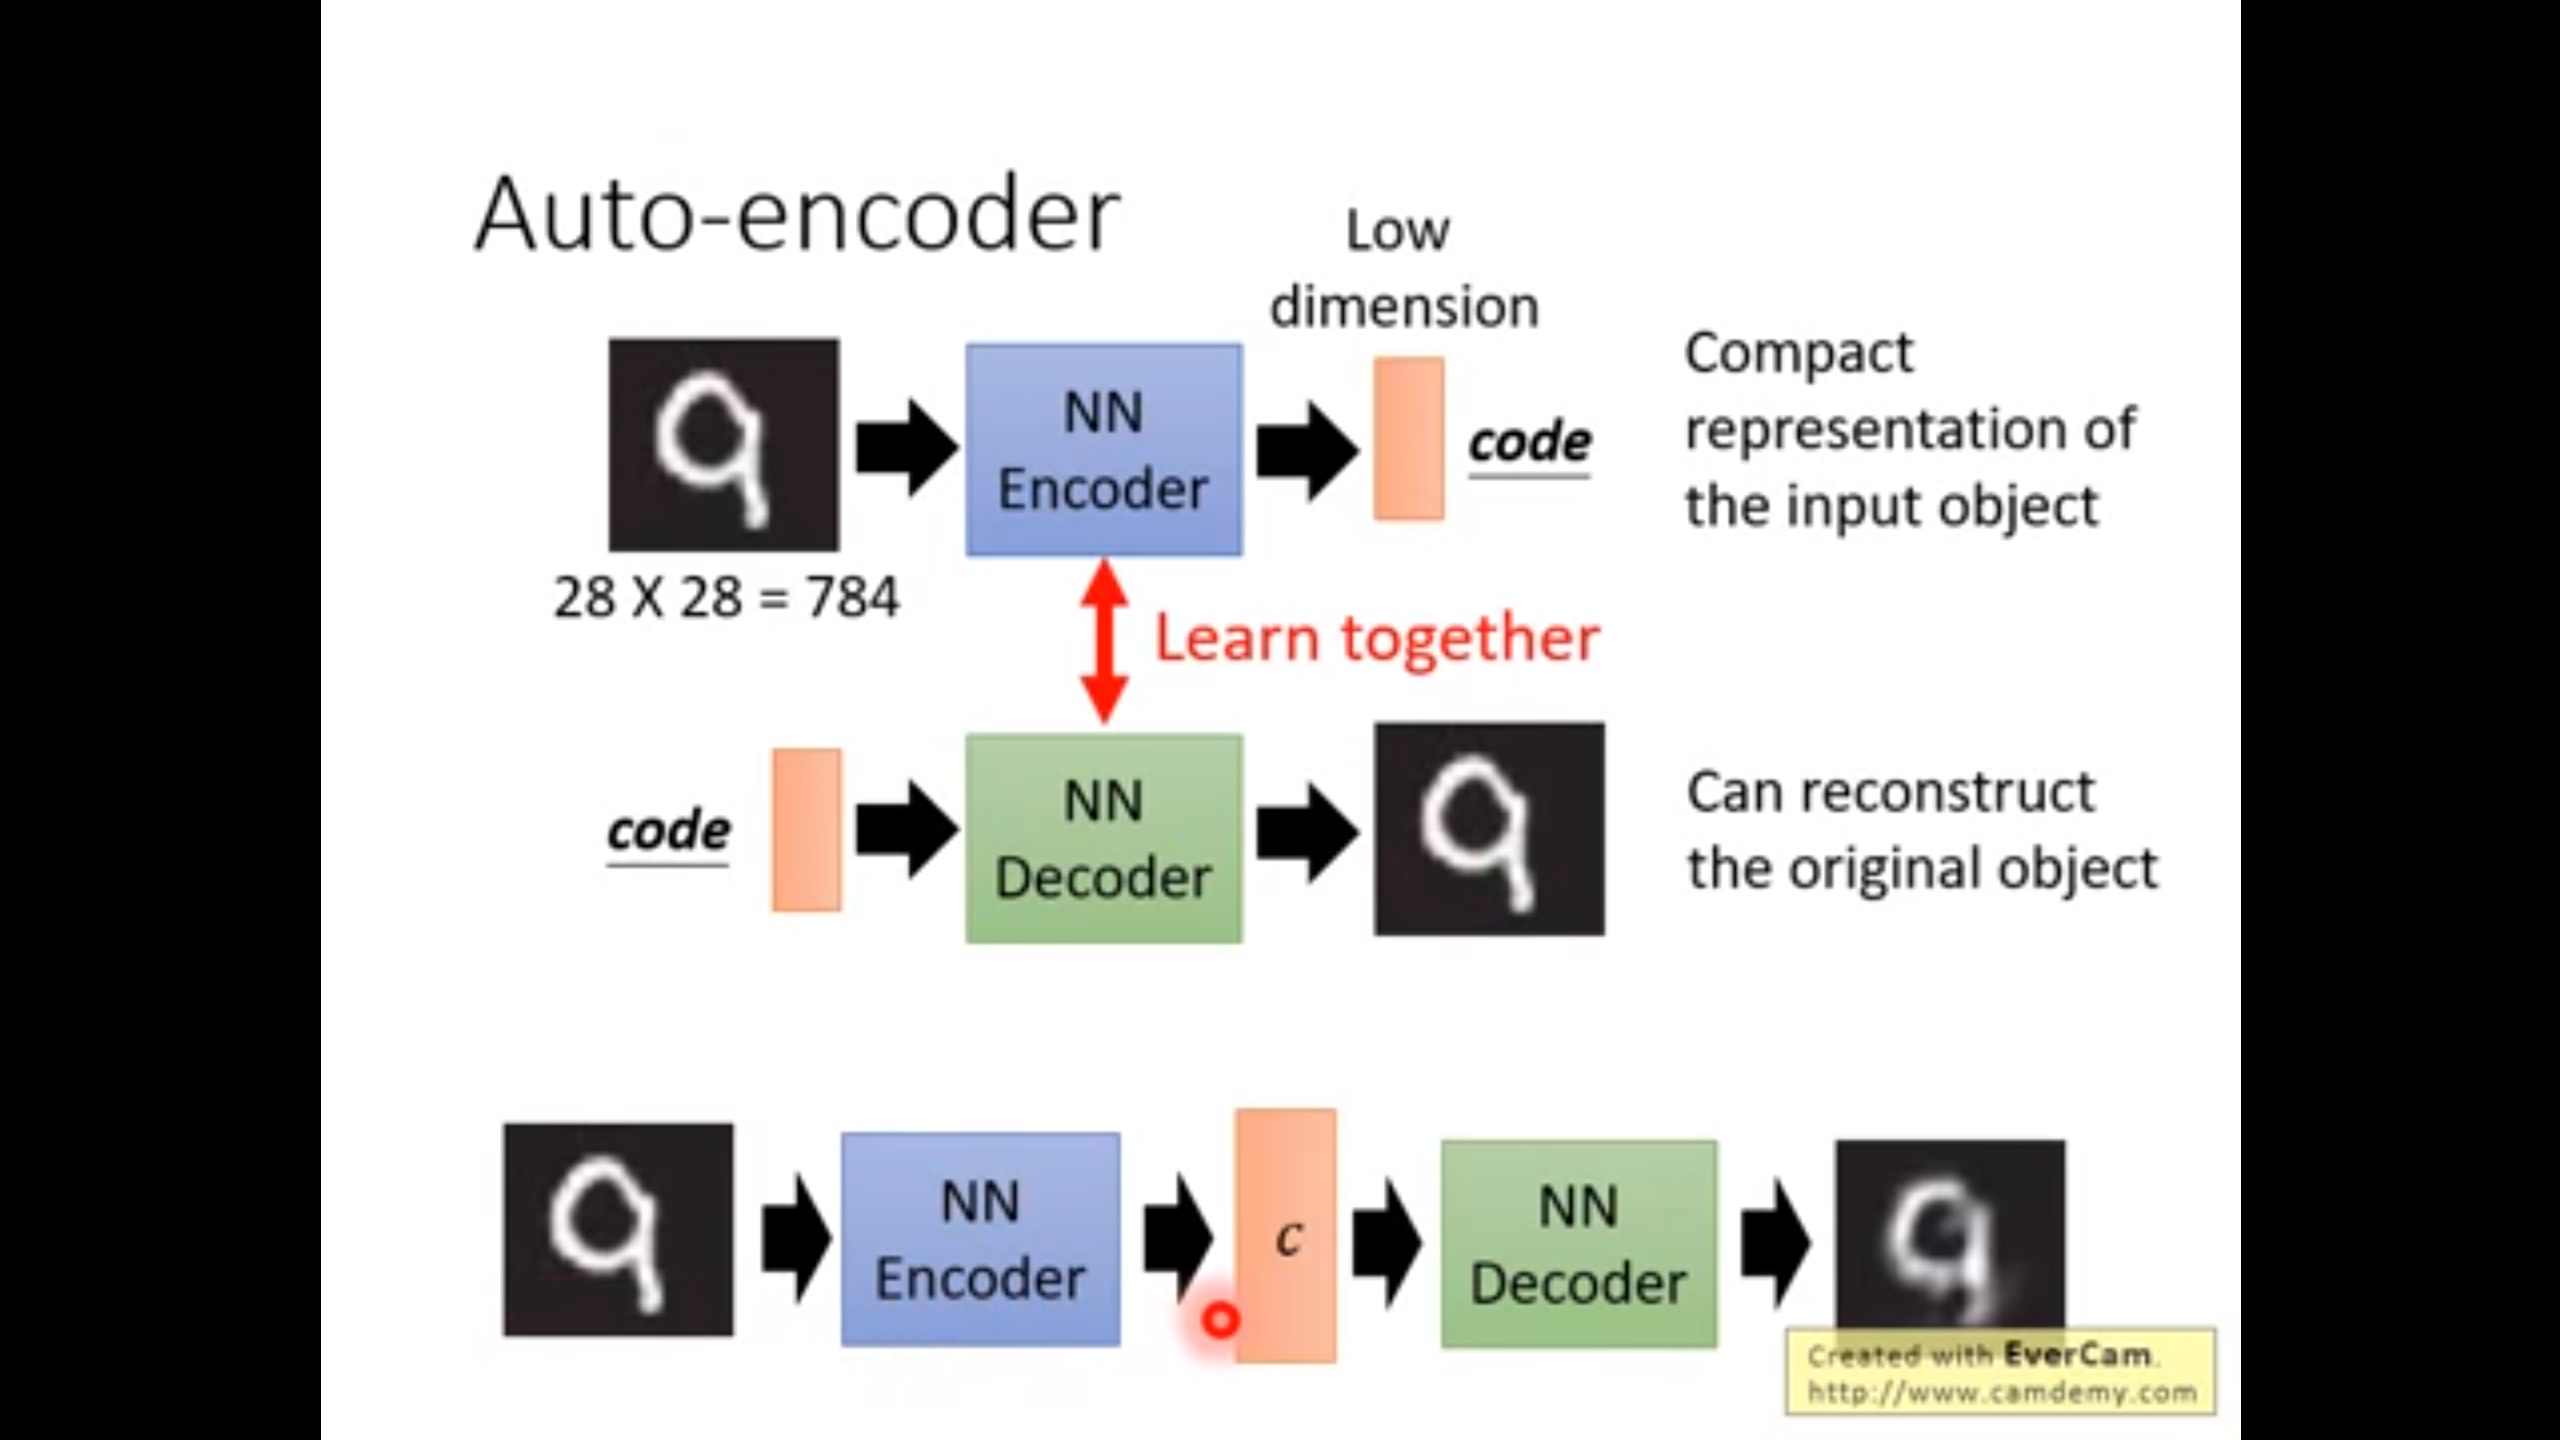 Auto-encoder
Low
dimension
NN
Encoder
code
Compact
representation of
the input object
28 X 28 = 784
Learn together
code
NN
Decoder
Can reconstruct
the original object
NN
Encoder
c
NN
Decoder
Created with EverCam.
http://www.camdemy.com